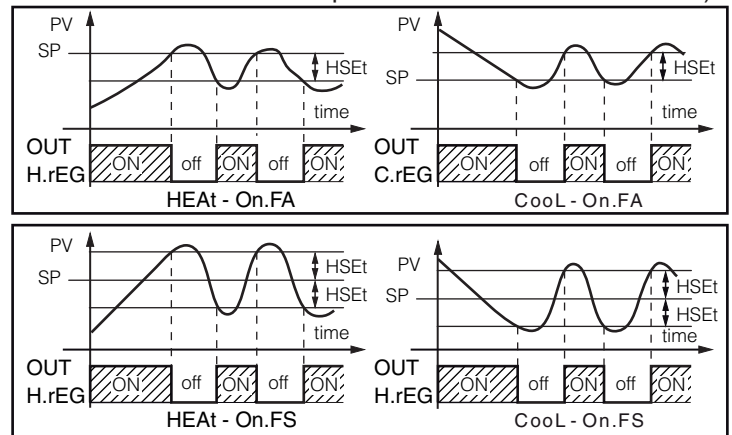 PV
SP
HSEt
time
OUT
H.rEG
ON
off
ON
off
ON
HEAt - On.FA
PV
SP
HSEt
time
OUT
C.rEG
ON
off
ON
off
ON
CooL - On.FA
PV
SP
HSEt
HSEt
time
OUT
H.rEG
ON
off
ON
off
ON
HEAt - On.FS
PV
SP
HSEt
HSEt
time
OUT
H.rEG
ON
off
ON
off
ON
CooL - On.FS